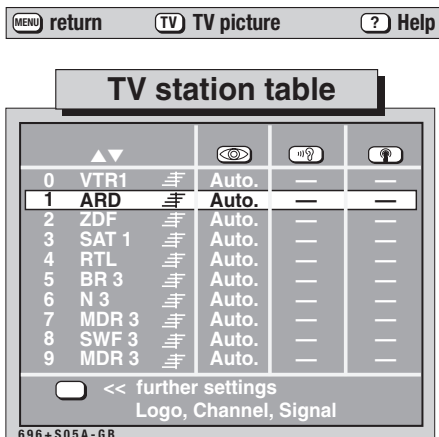 MENU return TV TV picture ? Help
TV station table
0 VTR1 Auto. — —
1 ARD Auto. — —
2 ZDF Auto. — —
3 SAT 1 Auto. — —
4 RTL Auto. — —
5 BR 3 Auto. — —
6 N 3 Auto. — —
7 MDR 3 Auto. — —
8 SWF 3 Auto. — —
9 MDR 3 Auto. — —
<< further settings
Logo, Channel, Signal
696+S05A-GB